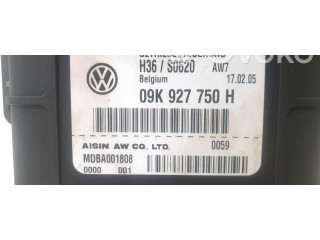 H36 / S0620 AW7
Belgium 17.02.05
09K 927 750 H
AISIN AW CO., LTD. 0059
MDBA001808
0000 001